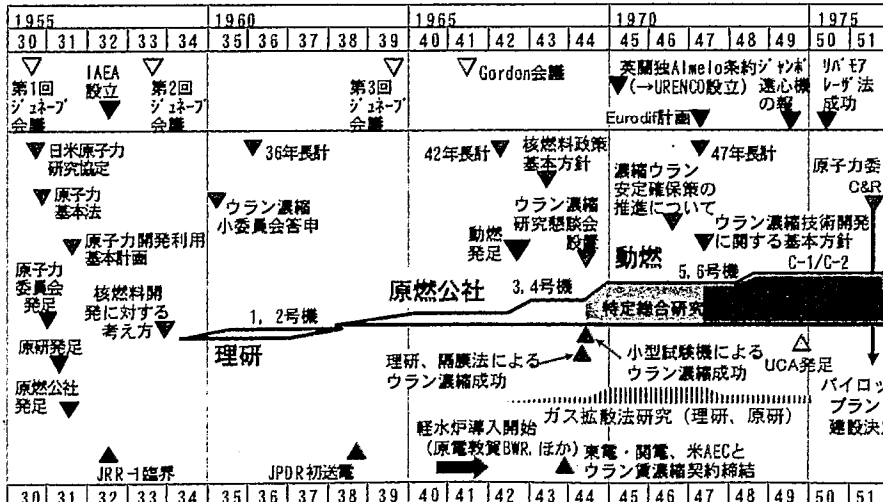 1955 1960 1965 1970 1975
30 31 32 33 34 35 36 37 38 39 40 41 42 43 44 45 46 47 48 49 50 51
第1回
ジュネーブ
会議
IAEA
設立
第2回
ジュネーブ
会議
第3回
ジュネーブ
会議
Gordon会議
英蘭独Almelo条約
(→URENCO設立)
Eurodif計画
ジャンボ
遠心機
の報
リバモア
レーザ法
成功
日米原子力
研究協定
36年長計
42年長計
核燃料政策
基本方針
47年長計
原子力委
C&R
原子力
基本法
ウラン濃縮
小委員会答申
ウラン濃縮
研究懇談会
設置
濃縮ウラン
安定確保策の
推進について
原子力開発利用
基本計画
動燃
発足
ウラン濃縮技術開発
に関する基本方針
原子力
委員会
発足
核燃料開
発に対する
考え方
1, 2号機
理研
原燃公社
3,4号機
動燃
5,6号機
C-1/C-2
特定総合研究
原研発足
原燃公社
発足
理研、隔膜法による
ウラン濃縮成功
小型試験機による
ウラン濃縮成功
UCA発足
パイロッ
プラン
建設決
ガス拡散法研究(理研、原研)
軽水炉導入開始
(原電敦賀BWR, ほか)
東電・関電、米AECと
ウラン賃濃縮契約締結
JRR-1臨界
JPDR初送電
30 31 32 33 34 35 36 37 38 39 40 41 42 43 44 45 46 47 48 49 50 51